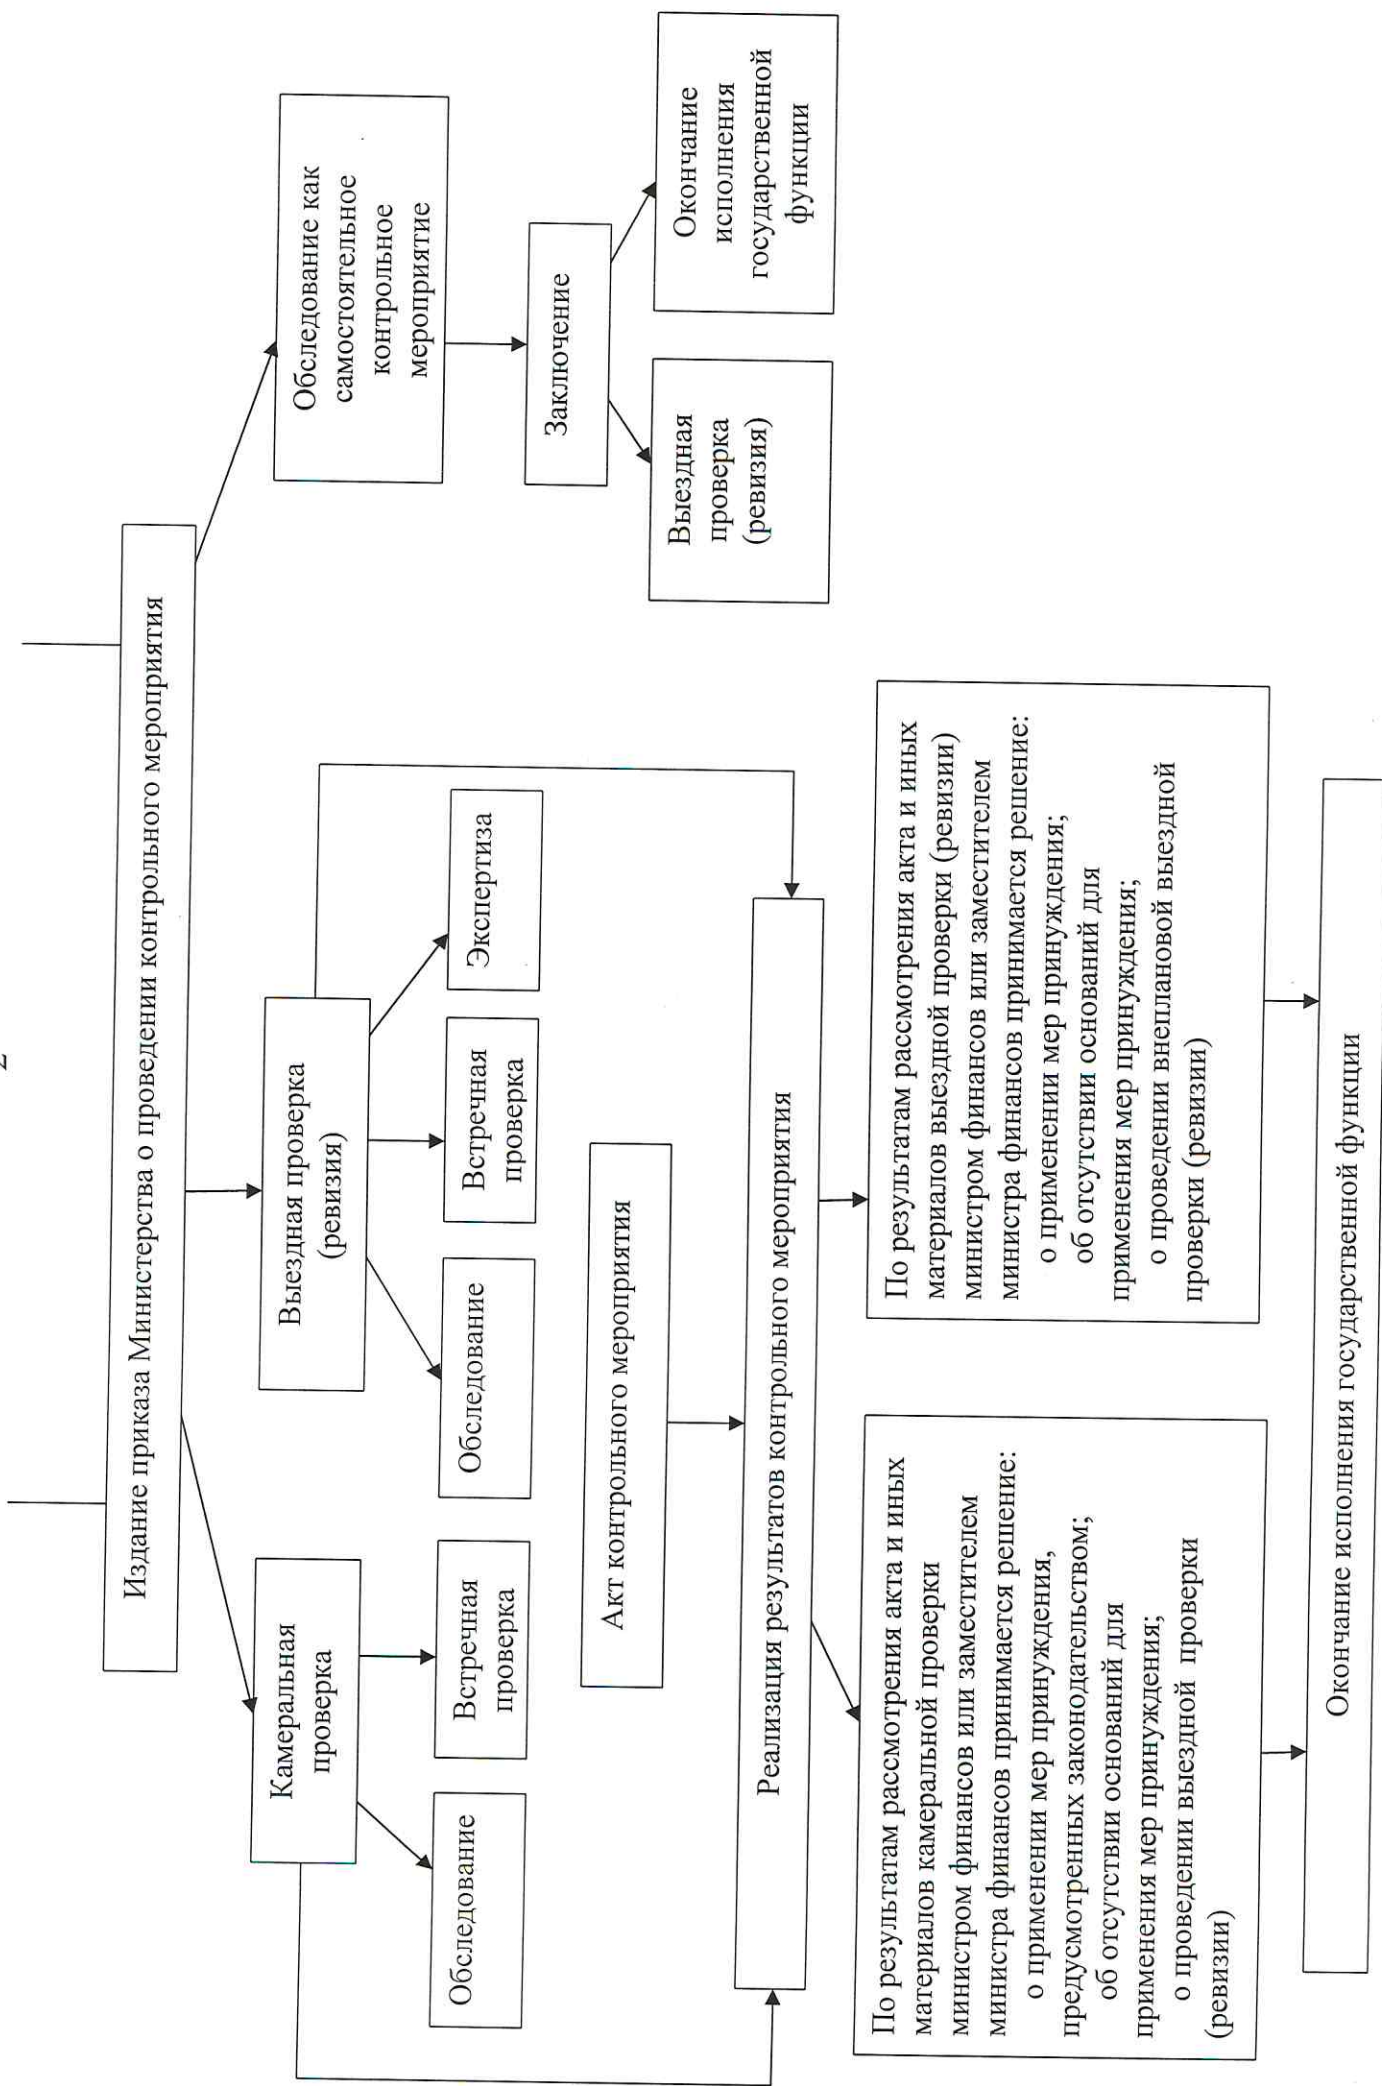 2
Издание приказа Министерства о проведении контрольного мероприятия
Камеральная
проверка
Выездная проверка
(ревизия)
Обследование как
самостоятельное
контрольное
мероприятие
Обследование
Встречная
проверка
Обследование
Встречная
проверка
Экспертиза
Заключение
Выездная
проверка
(ревизия)
Окончание
исполнения
государственной
функции
Акт контрольного мероприятия
Реализация результатов контрольного мероприятия
По результатам рассмотрения акта и иных
материалов камеральной проверки
министром финансов или заместителем
министра финансов принимается решение:
о применении мер принуждения,
предусмотренных законодательством;
об отсутствии оснований для
применения мер принуждения;
о проведении выездной проверки
(ревизии)
По результатам рассмотрения акта и иных
материалов выездной проверки (ревизии)
министром финансов или заместителем
министра финансов принимается решение:
о применении мер принуждения;
об отсутствии оснований для
применения мер принуждения;
о проведении внеплановой выездной
проверки (ревизии)
Окончание исполнения государственной функции